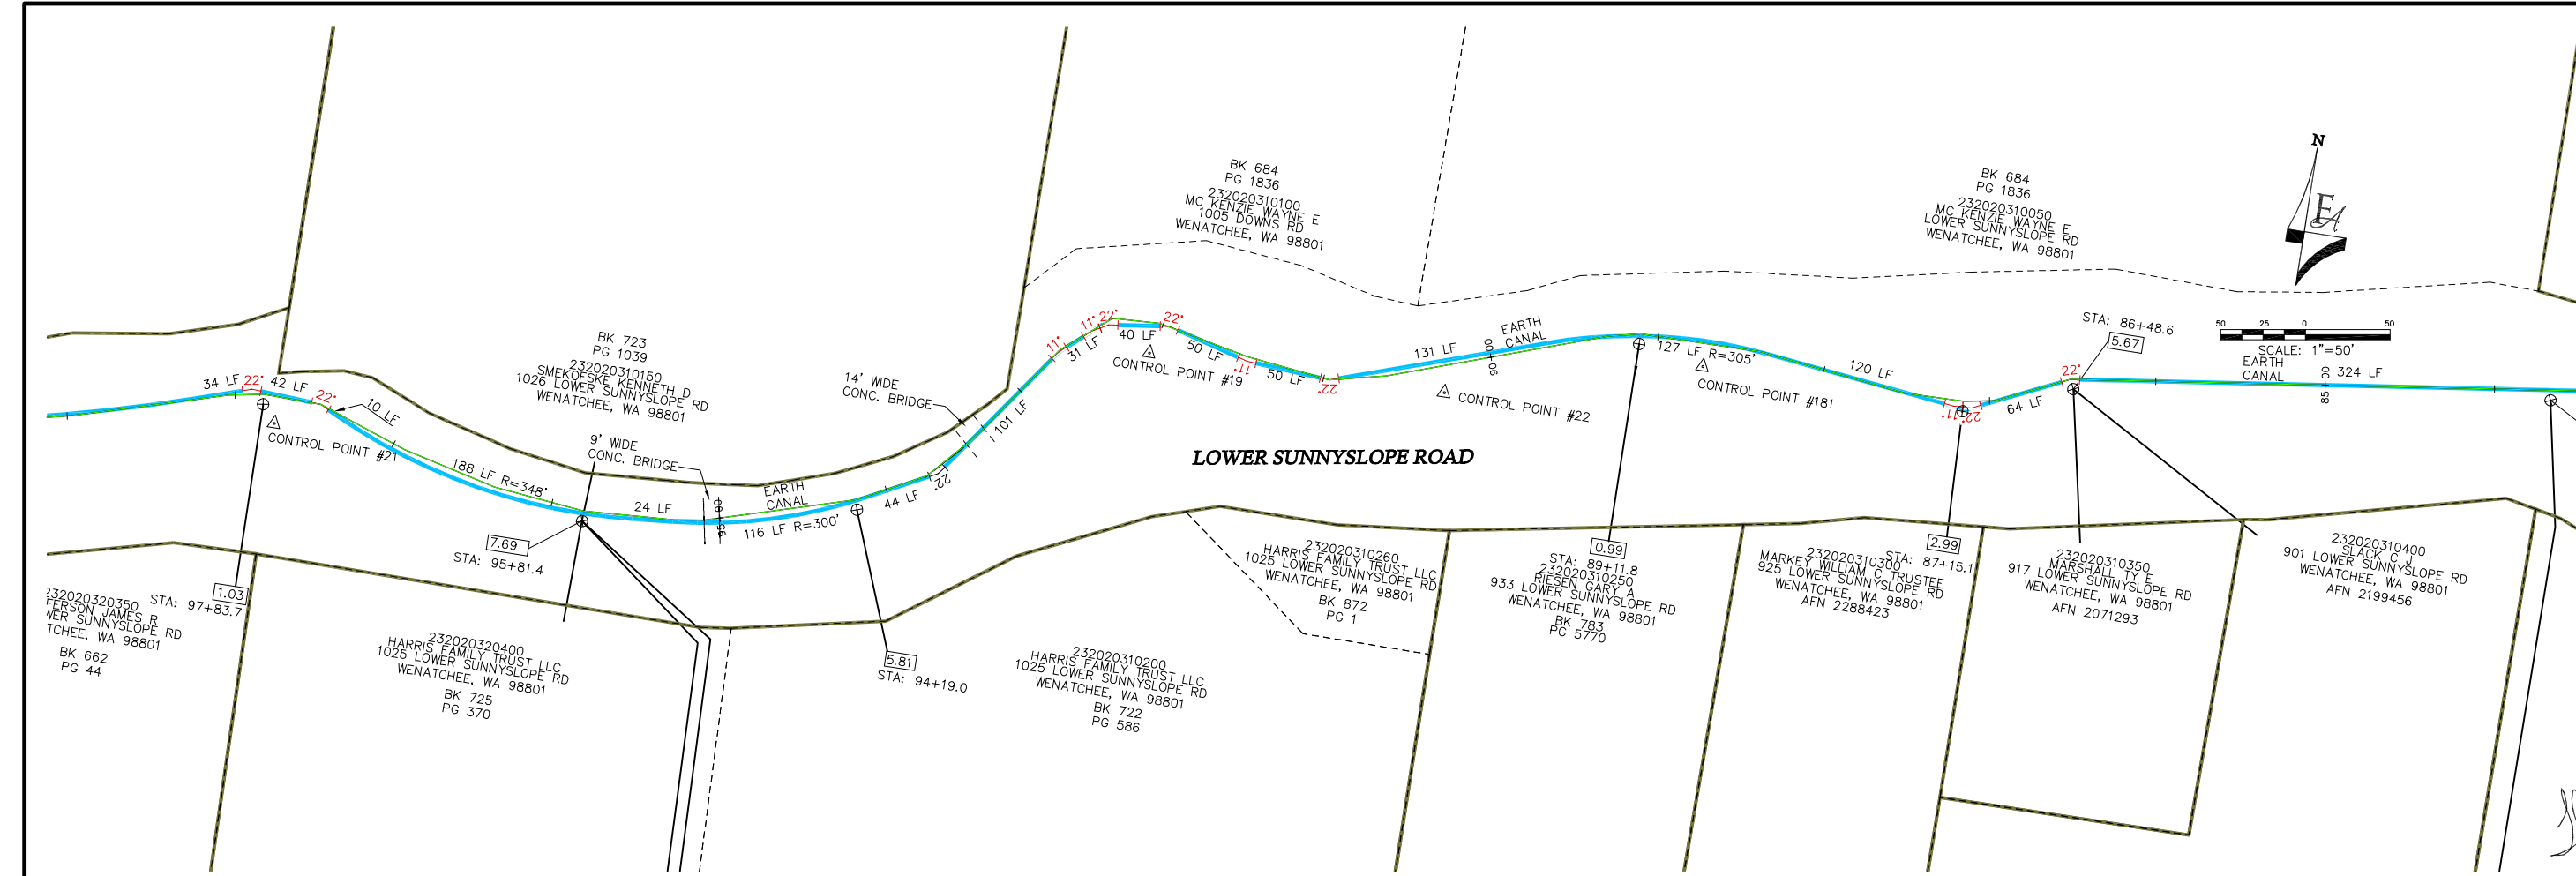 BK 684
PG 1836
232020310100
MC KENZIE WAYNE E
1005 DOWNS RD
WENATCHEE, WA 98801
BK 684
PG 1836
232020310050
MC KENZIE WAYNE E
LOWER SUNNYSLOPE RD
WENATCHEE, WA 98801
N
EA
STA: 86+48.6
5.67
50 25 0 50
SCALE: 1"=50'
EARTH
CANAL
324 LF
85+00
BK 723
PG 1039
232020310150
SMEKOFSKE KENNETH D
1026 LOWER SUNNYSLOPE RD
WENATCHEE, WA 98801
14' WIDE
CONC. BRIDGE
9' WIDE
CONC. BRIDGE
34 LF
22°
42 LF
22°
10 LF
CONTROL POINT #21
188 LF R=348'
24 LF
95+00
EARTH
CANAL
116 LF R=300'
44 LF
22°
101 LF
11°
31 LF
11°
22°
40 LF
22°
CONTROL POINT #19
50 LF
11°
50 LF
22°
131 LF
EARTH
CANAL
90+00
CONTROL POINT #22
127 LF R=305'
CONTROL POINT #181
120 LF
11°
22°
64 LF
22°
LOWER SUNNYSLOPE ROAD
7.69
STA: 95+81.4
1.03
STA: 97+83.7
232020320350
ERSON JAMES R
WER SUNNYSLOPE RD
TCHEE, WA 98801
BK 662
PG 44
232020320400
HARRIS FAMILY TRUST LLC
1025 LOWER SUNNYSLOPE RD
WENATCHEE, WA 98801
BK 725
PG 370
5.81
STA: 94+19.0
232020310200
HARRIS FAMILY TRUST LLC
1025 LOWER SUNNYSLOPE RD
WENATCHEE, WA 98801
BK 722
PG 586
232020310260
HARRIS FAMILY TRUST LLC
1025 LOWER SUNNYSLOPE RD
WENATCHEE, WA 98801
BK 872
PG 1
0.99
STA: 89+11.8
232020310250
RIESEN GARY A
933 LOWER SUNNYSLOPE RD
WENATCHEE, WA 98801
BK 783
PG 5770
2.99
STA: 87+15.1
232020310300
MARKEY WILLIAM C TRUSTEE
925 LOWER SUNNYSLOPE RD
WENATCHEE, WA 98801
AFN 2288423
232020310350
MARSHALL TY E
917 LOWER SUNNYSLOPE RD
WENATCHEE, WA 98801
AFN 2071293
232020310400
SLACK C J
901 LOWER SUNNYSLOPE RD
WENATCHEE, WA 98801
AFN 2199456